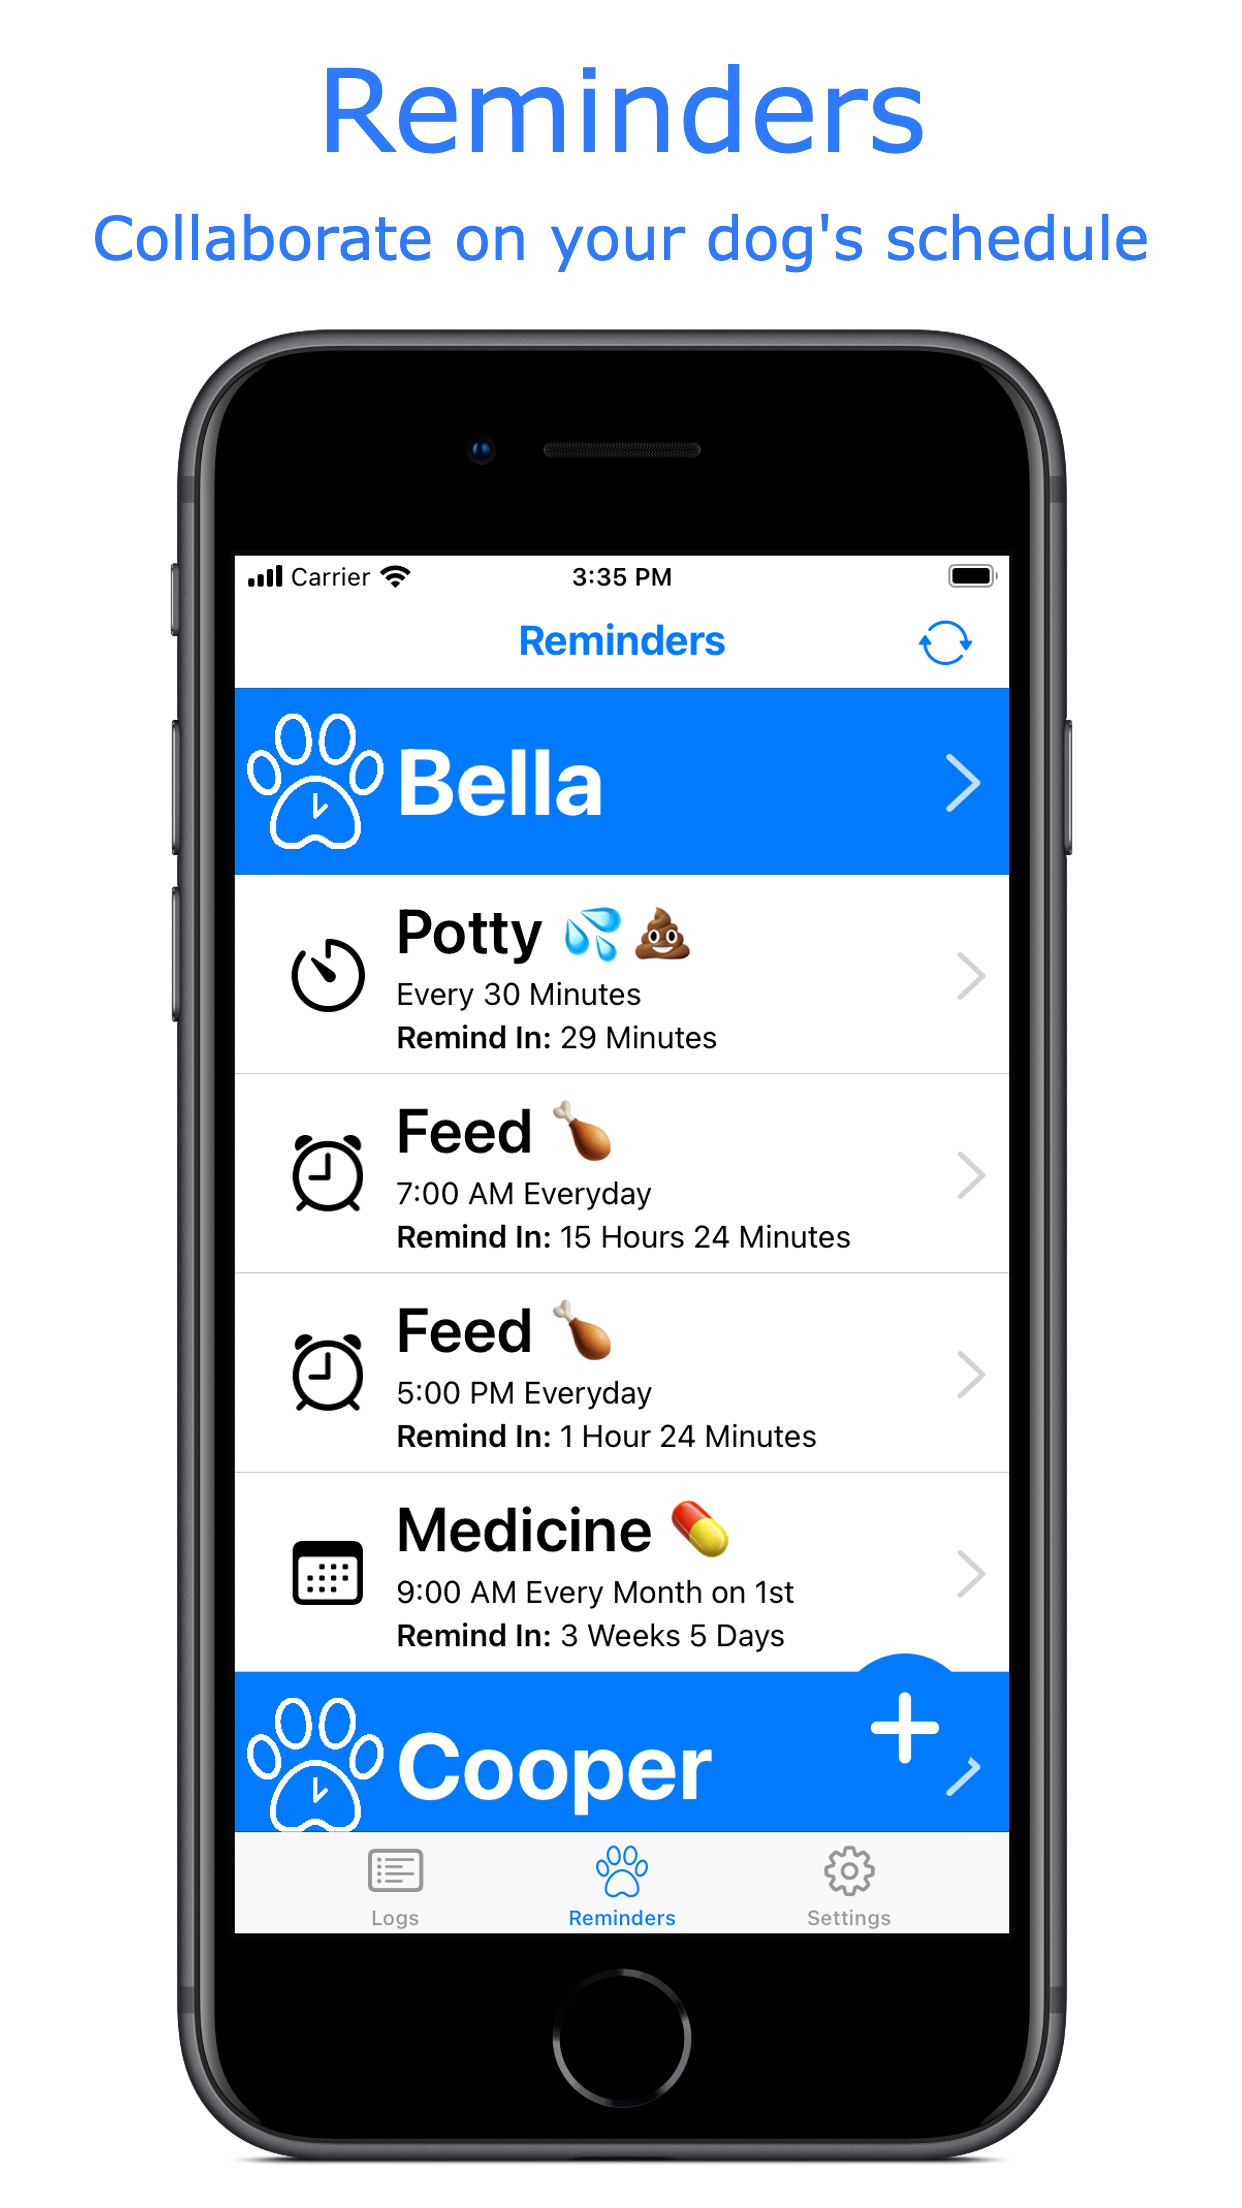 Reminders
Collaborate on your dog's schedule
Carrier 3:35 PM
Reminders
Bella
Potty 💦 💩
Every 30 Minutes
Remind In: 29 Minutes
Feed 🍗
7:00 AM Everyday
Remind In: 15 Hours 24 Minutes
Feed 🍗
5:00 PM Everyday
Remind In: 1 Hour 24 Minutes
Medicine 💊
9:00 AM Every Month on 1st
Remind In: 3 Weeks 5 Days
Cooper
Logs Reminders Settings